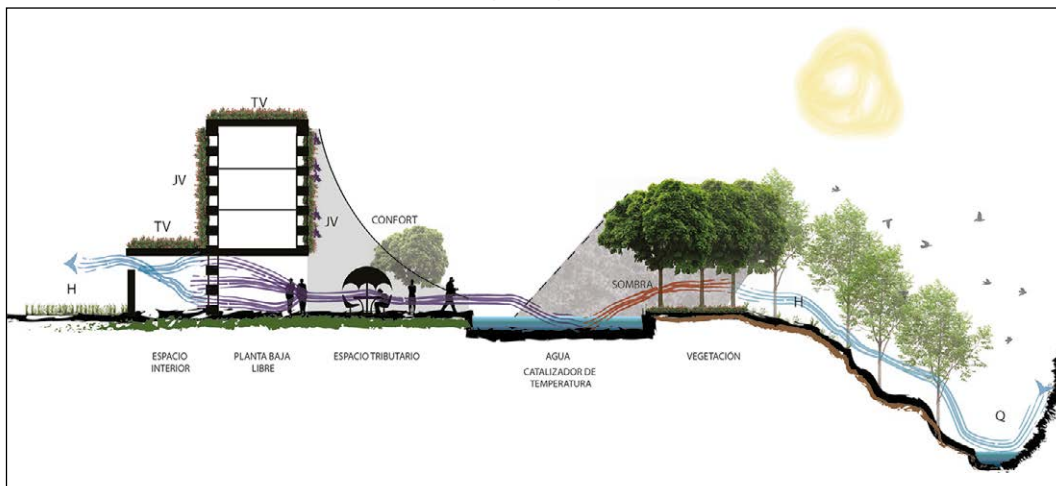 TV
JV
TV
JV
CONFORT
H
SOMBRA
H
Q
ESPACIO
INTERIOR
PLANTA BAJA
LIBRE
ESPACIO TRIBUTARIO
AGUA
CATALIZADOR DE
TEMPERATURA
VEGETACIÓN